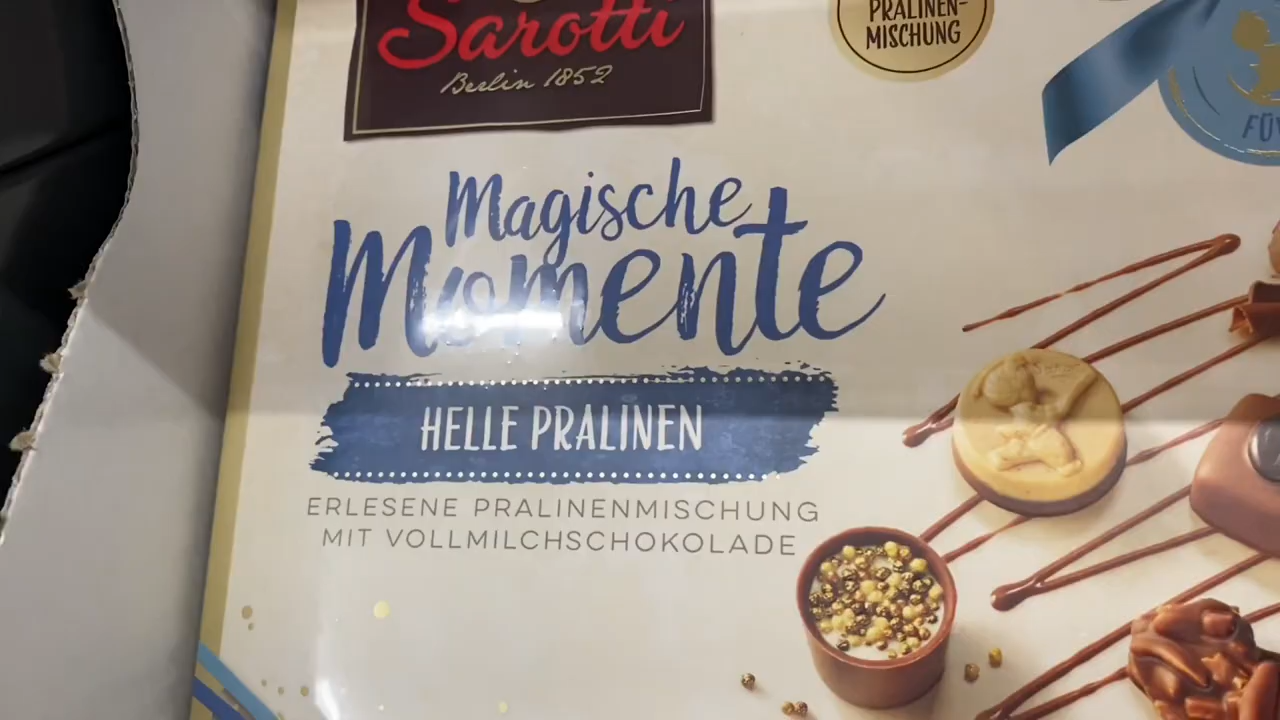 Sarotti
Berlin 1852
PRALINEN-
MISCHUNG
Magische
Momente
HELLE PRALINEN
ERLESENE PRALINENMISCHUNG
MIT VOLLMILCHSCHOKOLADE